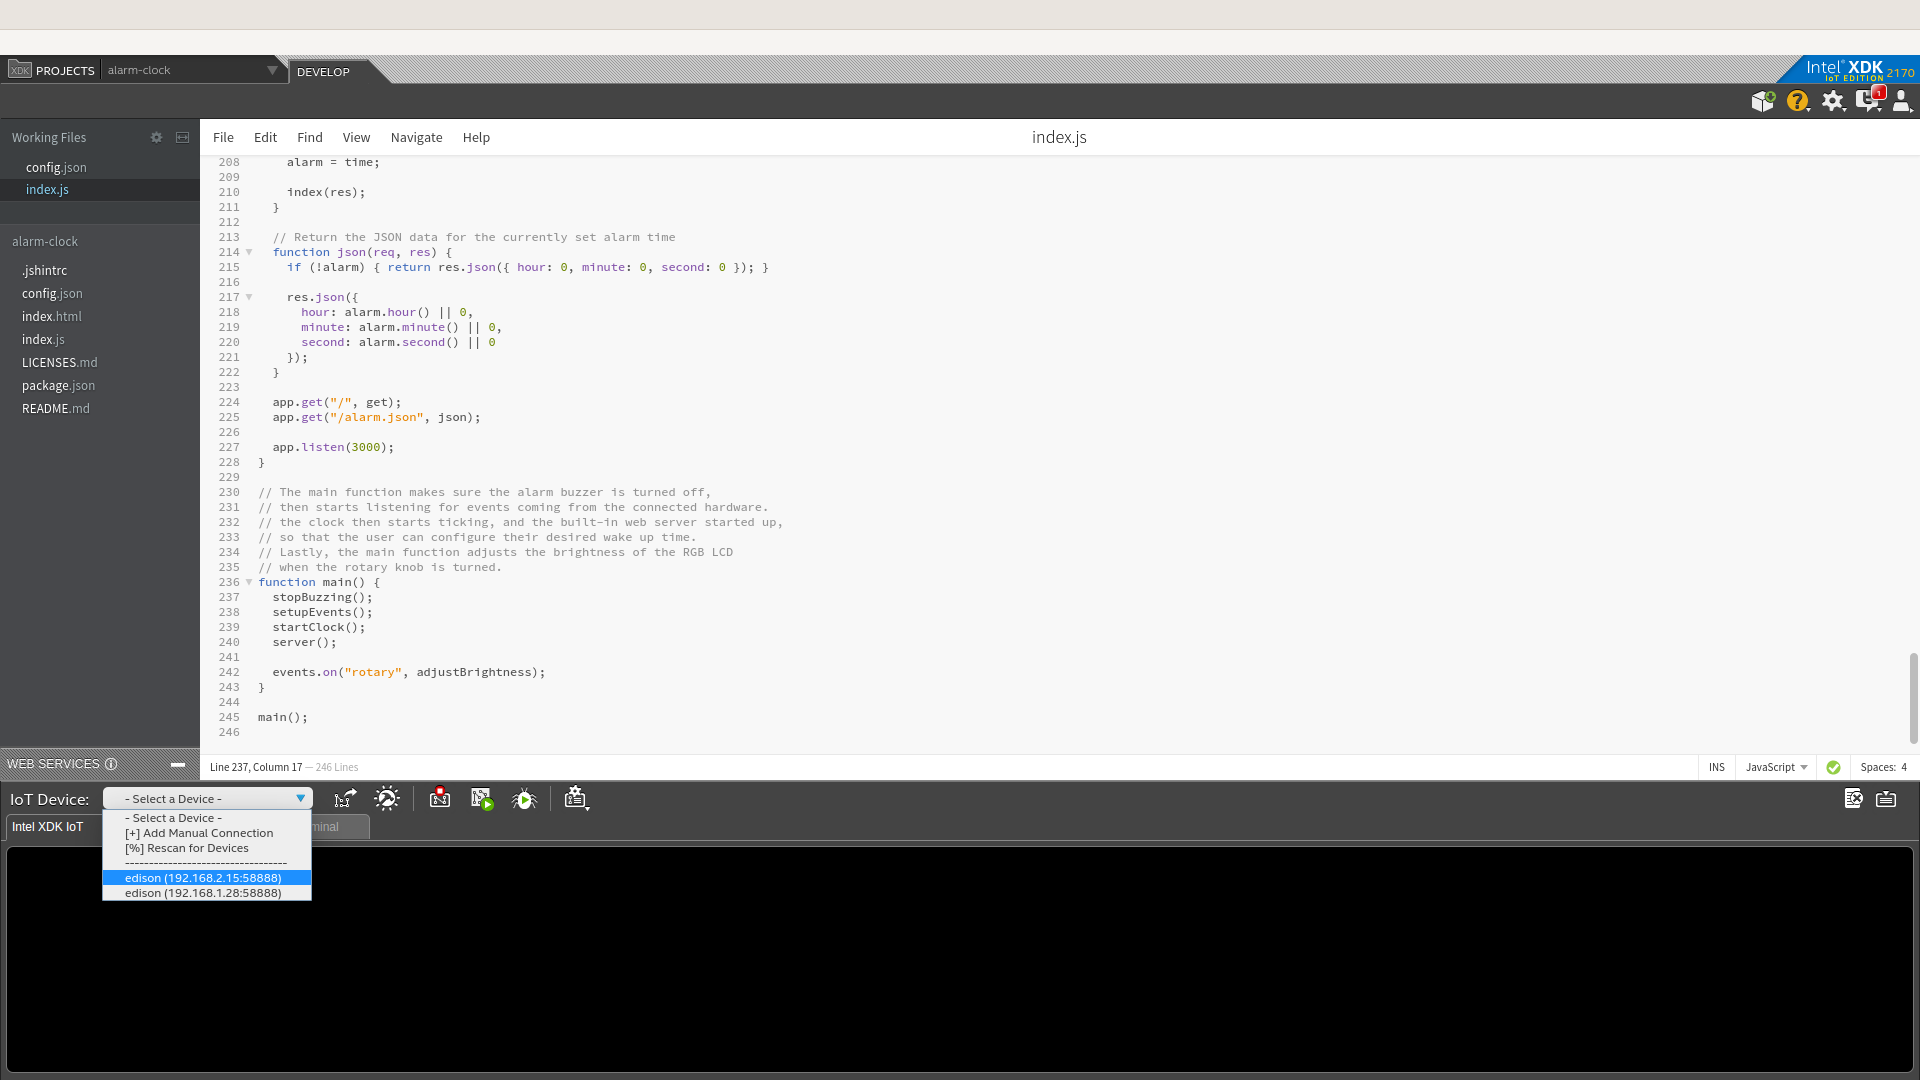 XDK PROJECTS alarm-clock DEVELOP
Intel® XDK
IoT EDITION 2170
1
Working Files
config.json
index.js
alarm-clock
.jshintrc
config.json
index.html
index.js
LICENSES.md
package.json
README.md
WEB SERVICES
File Edit Find View Navigate Help index.js
208 alarm = time;
209
210 index(res);
211 }
212
213 // Return the JSON data for the currently set alarm time
214 function json(req, res) {
215 if (!alarm) { return res.json({ hour: 0, minute: 0, second: 0 }); }
216
217 res.json({
218 hour: alarm.hour() || 0,
219 minute: alarm.minute() || 0,
220 second: alarm.second() || 0
221 });
222 }
223
224 app.get("/", get);
225 app.get("/alarm.json", json);
226
227 app.listen(3000);
228 }
229
230 // The main function makes sure the alarm buzzer is turned off,
231 // then starts listening for events coming from the connected hardware.
232 // the clock then starts ticking, and the built-in web server started up,
233 // so that the user can configure their desired wake up time.
234 // Lastly, the main function adjusts the brightness of the RGB LCD
235 // when the rotary knob is turned.
236 function main() {
237 stopBuzzing();
238 setupEvents();
239 startClock();
240 server();
241
242 events.on("rotary", adjustBrightness);
243 }
244
245 main();
246
Line 237, Column 17 — 246 Lines INS JavaScript Spaces: 4
IoT Device: - Select a Device -
- Select a Device -
[+] Add Manual Connection
[%] Rescan for Devices
-----------------------------------
edison (192.168.2.15:58888)
edison (192.168.1.28:58888)
Intel XDK IoT minal